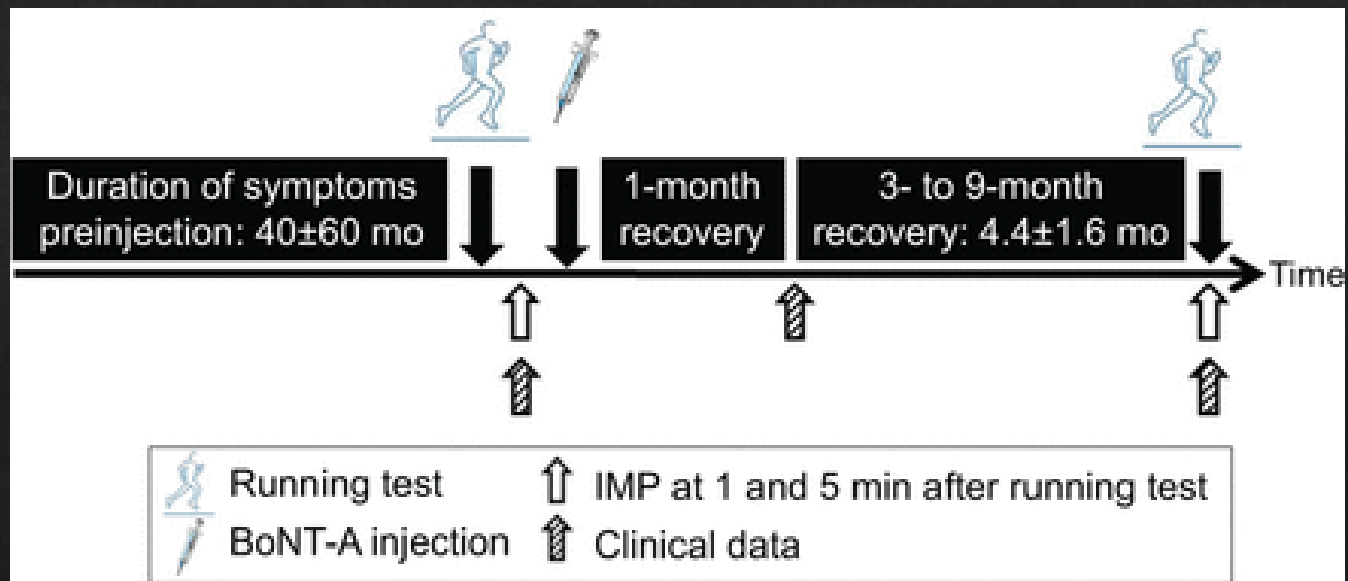 Duration of symptoms
preinjection: 40±60 mo
1-month
recovery
3- to 9-month
recovery: 4.4±1.6 mo
Time
Running test
IMP at 1 and 5 min after running test
BoNT-A injection
Clinical data